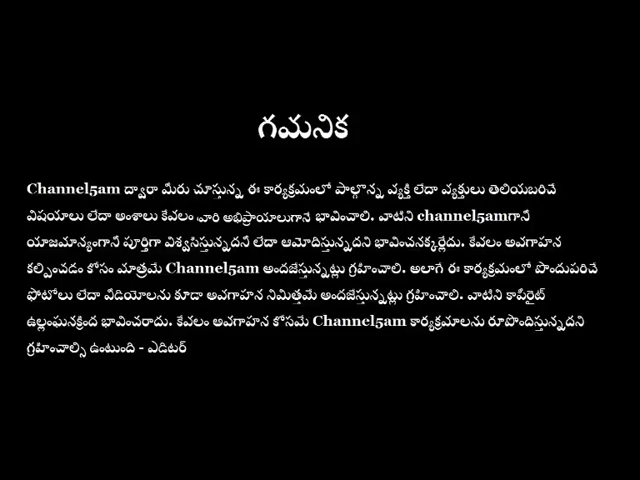 గమనిక
Channel5am ద్వారా మీరు చూస్తున్న ఈ కార్యక్రమంలో పాల్గొన్న వ్యక్తి లేదా వ్యక్తులు తెలియబరిచే
విషయాలు లేదా అంశాలు కేవలం వారి అభిప్రాయాలుగానే భావించాలి. వాటిని channel5amగానీ
యాజమాన్యంగానీ పూర్తిగా విశ్వసిస్తున్నదనీ లేదా ఆమోదిస్తున్నదని భావించనక్కర్లేదు. కేవలం అవగాహన
కల్పించడం కోసం మాత్రమే Channel5am అందజేస్తున్నట్లు గ్రహించాలి. అలాగే ఈ కార్యక్రమంలో పొందుపరిచే
ఫోటోలు లేదా వీడియోలను కూడా అవగాహన నిమిత్తమే అందజేస్తున్నట్లు గ్రహించాలి. వాటిని కాపీరైట్
ఉల్లంఘనక్రింద భావించరాదు. కేవలం అవగాహన కోసమే Channel5am కార్యక్రమాలను రూపొందిస్తున్నదని
గ్రహించాల్సి ఉంటుంది - ఎడిటర్